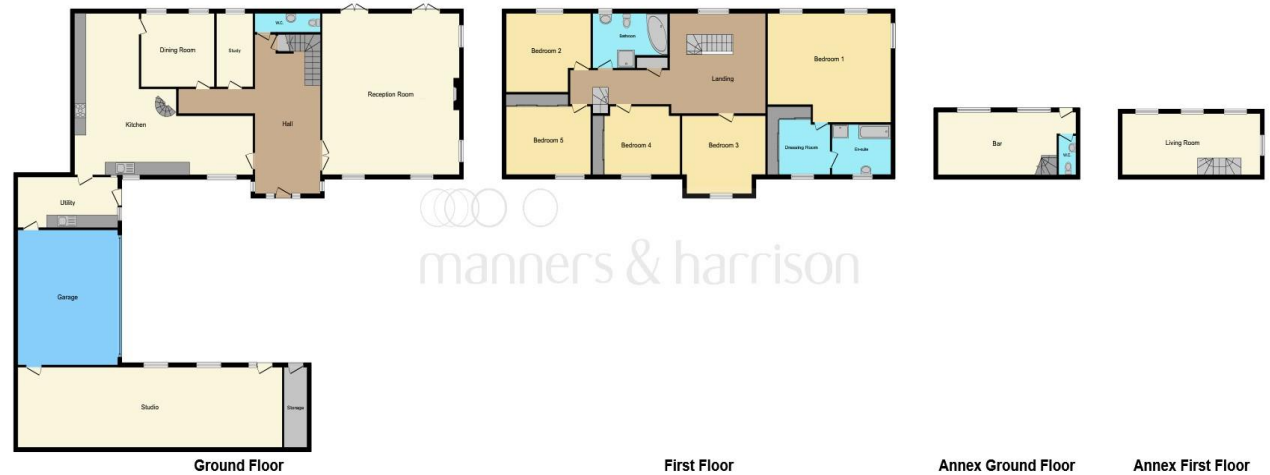 W.C.
Dining Room
Study
Reception Room
Kitchen
Hall
Utility
Garage
Studio
Storage
Ground Floor
Bedroom 2
Bathroom
Landing
Bedroom 1
Bedroom 5
Bedroom 4
Bedroom 3
Dressing Room
En-suite
First Floor
Bar
W.C.
Annex Ground Floor
Living Room
Annex First Floor
manners & harrison